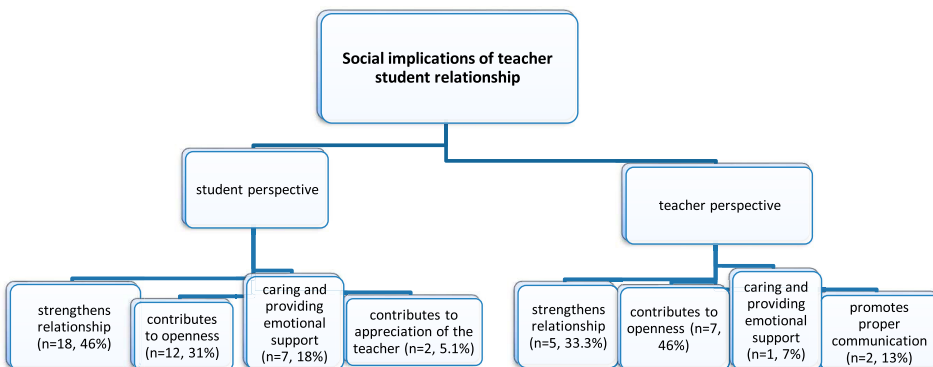 Social implications of teacher
student relationship
student perspective
teacher perspective
strengthens
relationship
(n=18, 46%)
contributes
to openness
(n=12, 31%)
caring and
providing
emotional
support
(n=7, 18%)
contributes to
appreciation of the
teacher (n=2, 5.1%)
strengthens
relationship
(n=5, 33.3%)
contributes to
openness (n=7,
46%)
caring and
providing
emotional
support
(n=1, 7%)
promotes
proper
communication
(n=2, 13%)